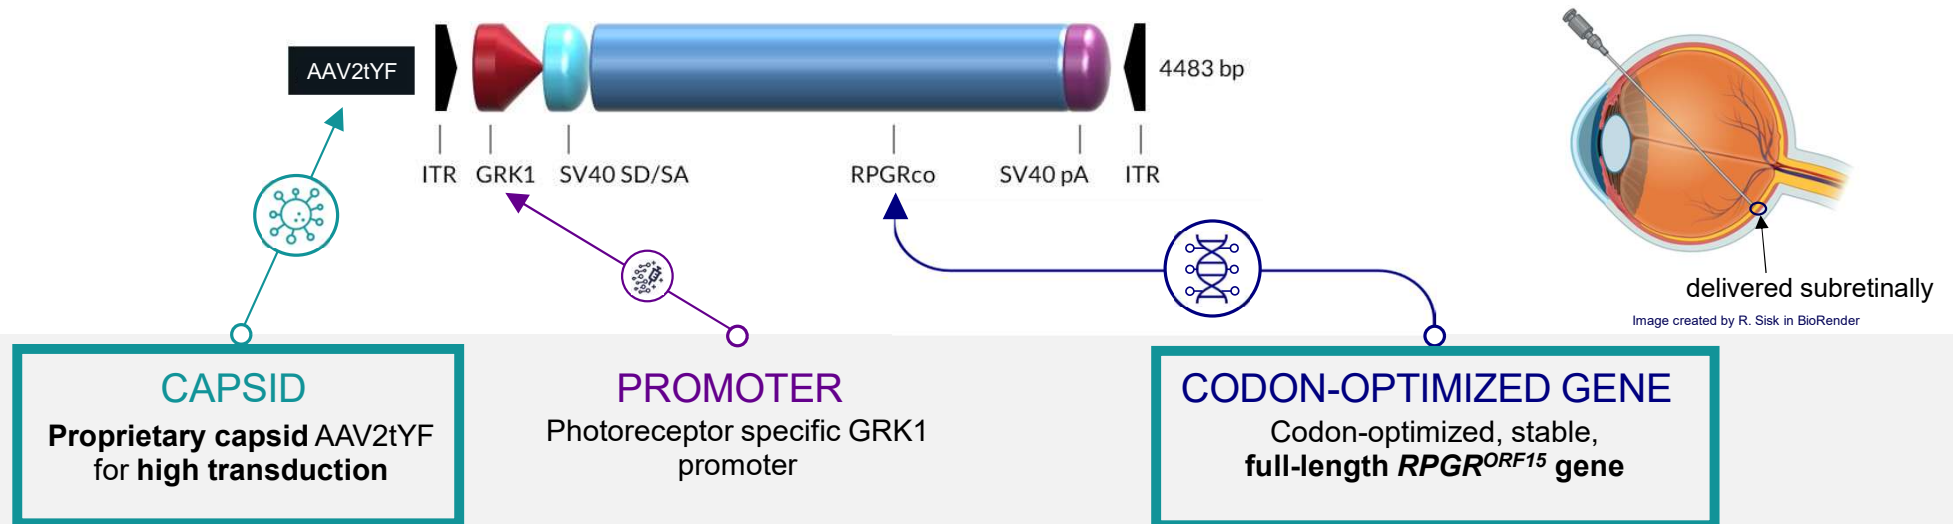 AAV2tYF
4483 bp
ITR
GRK1
SV40 SD/SA
RPGRco
SV40 pA
ITR
delivered subretinally
Image created by R. Sisk in BioRender
CAPSID
Proprietary capsid AAV2tYF
for high transduction
PROMOTER
Photoreceptor specific GRK1
promoter
CODON-OPTIMIZED GENE
Codon-optimized, stable,
full-length RPGRORF15 gene